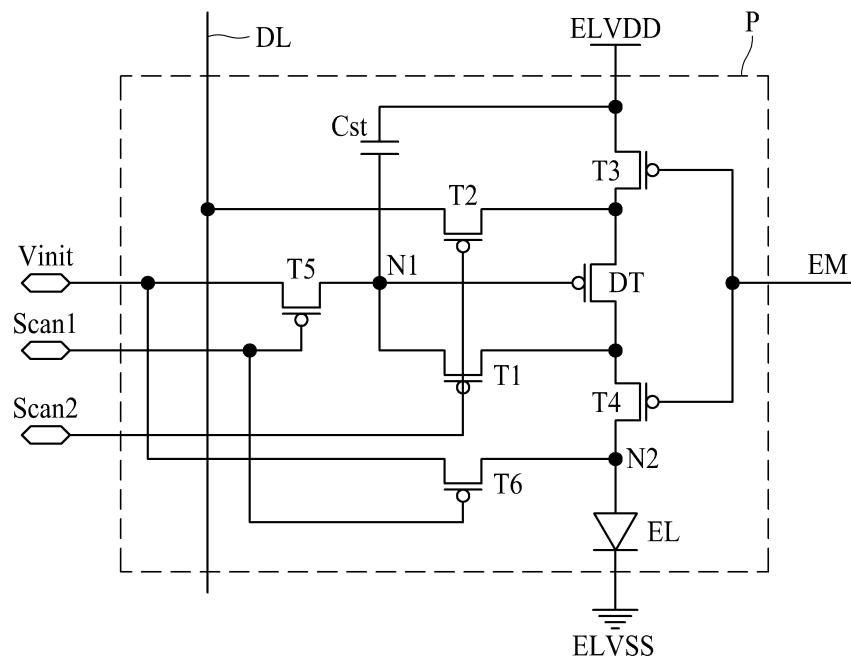 DL
ELVDD
P
Cst
T3
T2
Vinit
T5
N1
DT
EM
Scan1
T1
T4
Scan2
N2
T6
EL
ELVSS